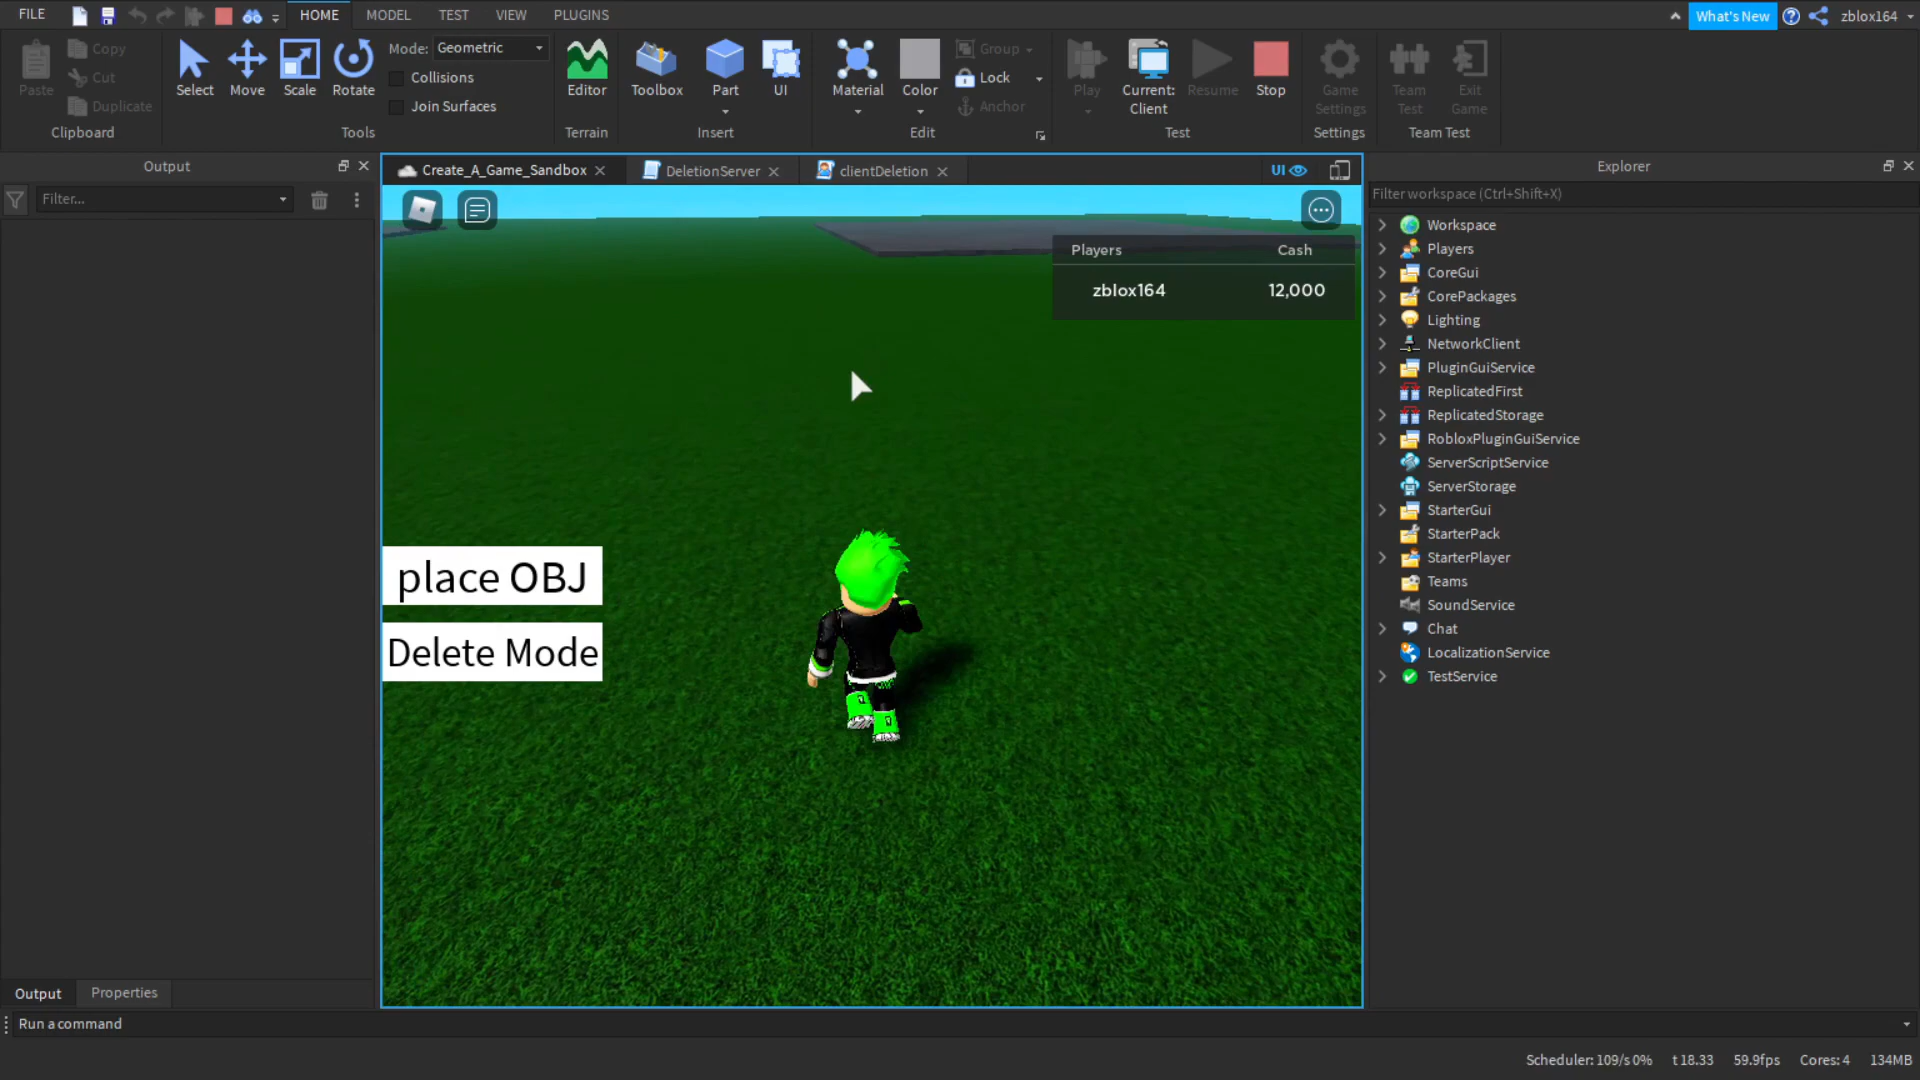 FILE
HOME
MODEL
TEST
VIEW
PLUGINS
What's New
zblox164
Paste
Copy
Cut
Duplicate
Clipboard
Select
Move
Scale
Rotate
Mode: Geometric
Collisions
Join Surfaces
Tools
Editor
Terrain
Toolbox
Part
UI
Insert
Material
Color
Group
Lock
Anchor
Edit
Play
Current:
Client
Resume
Stop
Test
Game
Settings
Settings
Team
Test
Exit
Game
Team Test
Output
Filter...
Create_A_Game_Sandbox
DeletionServer
clientDeletion
UI
Players Cash
zblox164 12,000
place OBJ
Delete Mode
Explorer
Filter workspace (Ctrl+Shift+X)
Workspace
Players
CoreGui
CorePackages
Lighting
NetworkClient
PluginGuiService
ReplicatedFirst
ReplicatedStorage
RobloxPluginGuiService
ServerScriptService
ServerStorage
StarterGui
StarterPack
StarterPlayer
Teams
SoundService
Chat
LocalizationService
TestService
Output
Properties
Run a command
Scheduler: 109/s 0% t 18.33 59.9fps Cores: 4 134MB